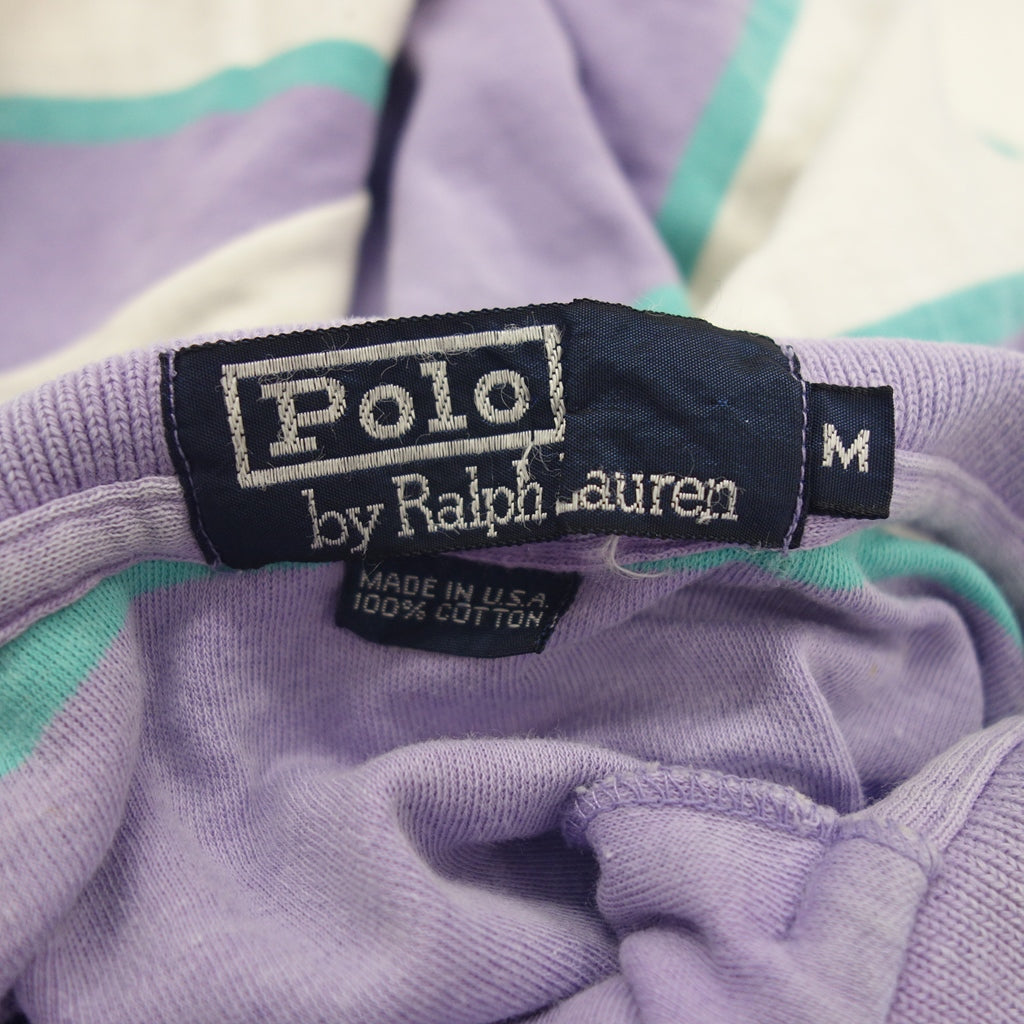 Polo
by Ralph Lauren
M
MADE IN U.S.A.
100% COTTON